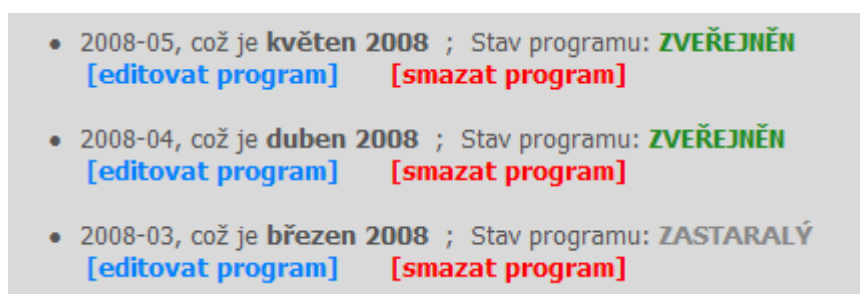 2008-05, což je květen 2008 ; Stav programu: ZVEŘEJNĚN
[editovat program] [smazat program]
2008-04, což je duben 2008 ; Stav programu: ZVEŘEJNĚN
[editovat program] [smazat program]
2008-03, což je březen 2008 ; Stav programu: ZASTARALÝ
[editovat program] [smazat program]